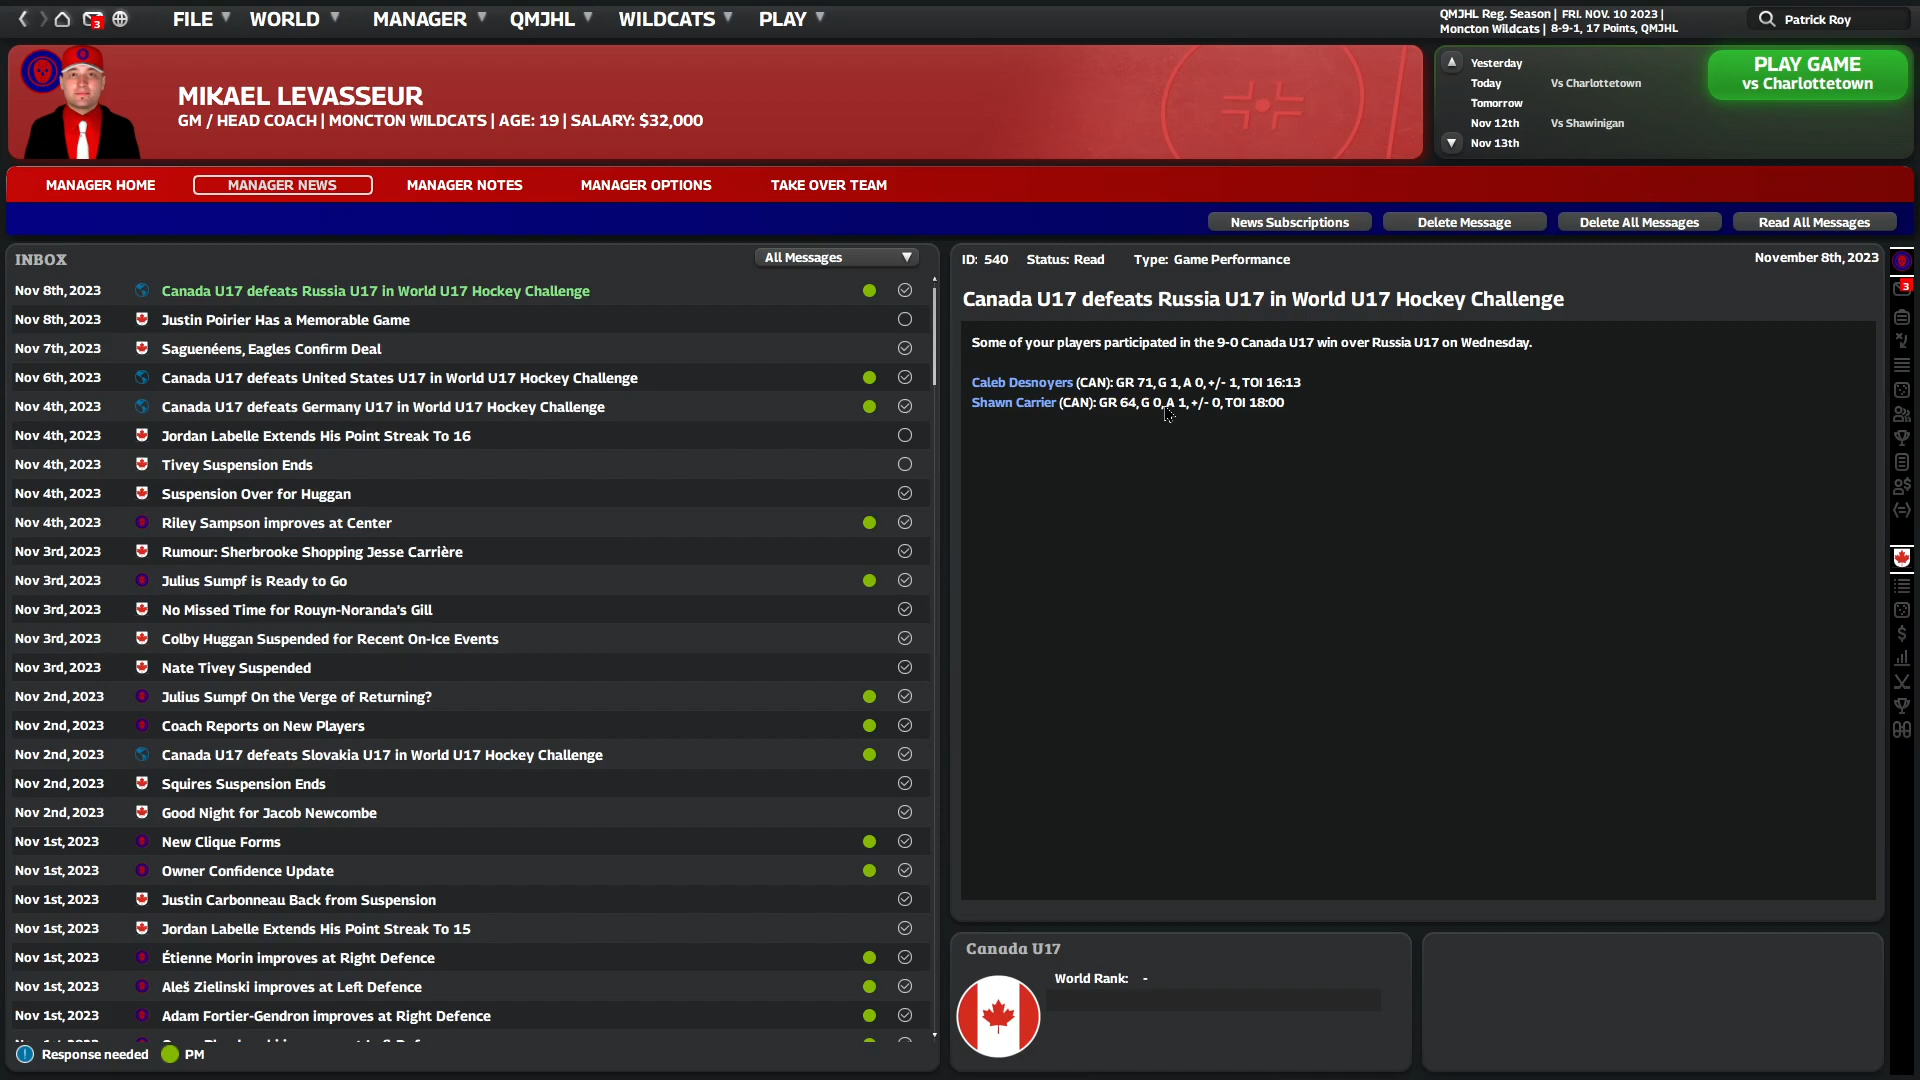 3
FILE
WORLD
MANAGER
QMJHL
WILDCATS
PLAY
QMJHL Reg. Season | FRI. NOV. 10 2023 |
Moncton Wildcats | 8-9-1, 17 Points, QMJHL
Patrick Roy
MIKAEL LEVASSEUR
GM / HEAD COACH | MONCTON WILDCATS | AGE: 19 | SALARY: $32,000
Yesterday
Today Vs Charlottetown
Tomorrow
Nov 12th Vs Shawinigan
Nov 13th
PLAY GAME
vs Charlottetown
MANAGER HOME
MANAGER NEWS
MANAGER NOTES
MANAGER OPTIONS
TAKE OVER TEAM
News Subscriptions
Delete Message
Delete All Messages
Read All Messages
INBOX
All Messages
Nov 8th, 2023 Canada U17 defeats Russia U17 in World U17 Hockey Challenge
Nov 8th, 2023 Justin Poirier Has a Memorable Game
Nov 7th, 2023 Saguenéens, Eagles Confirm Deal
Nov 6th, 2023 Canada U17 defeats United States U17 in World U17 Hockey Challenge
Nov 4th, 2023 Canada U17 defeats Germany U17 in World U17 Hockey Challenge
Nov 4th, 2023 Jordan Labelle Extends His Point Streak To 16
Nov 4th, 2023 Tivey Suspension Ends
Nov 4th, 2023 Suspension Over for Huggan
Nov 4th, 2023 Riley Sampson improves at Center
Nov 3rd, 2023 Rumour: Sherbrooke Shopping Jesse Carrière
Nov 3rd, 2023 Julius Sumpf is Ready to Go
Nov 3rd, 2023 No Missed Time for Rouyn-Noranda's Gill
Nov 3rd, 2023 Colby Huggan Suspended for Recent On-Ice Events
Nov 3rd, 2023 Nate Tivey Suspended
Nov 2nd, 2023 Julius Sumpf On the Verge of Returning?
Nov 2nd, 2023 Coach Reports on New Players
Nov 2nd, 2023 Canada U17 defeats Slovakia U17 in World U17 Hockey Challenge
Nov 2nd, 2023 Squires Suspension Ends
Nov 2nd, 2023 Good Night for Jacob Newcombe
Nov 1st, 2023 New Clique Forms
Nov 1st, 2023 Owner Confidence Update
Nov 1st, 2023 Justin Carbonneau Back from Suspension
Nov 1st, 2023 Jordan Labelle Extends His Point Streak To 15
Nov 1st, 2023 Étienne Morin improves at Right Defence
Nov 1st, 2023 Aleš Zielinski improves at Left Defence
Nov 1st, 2023 Adam Fortier-Gendron improves at Right Defence
Response needed
PM
ID: 540 Status: Read Type: Game Performance
November 8th, 2023
Canada U17 defeats Russia U17 in World U17 Hockey Challenge
Some of your players participated in the 9-0 Canada U17 win over Russia U17 on Wednesday.
Caleb Desnoyers (CAN): GR 71, G 1, A 0, +/- 1, TOI 16:13
Shawn Carrier (CAN): GR 64, G 0, A 1, +/- 0, TOI 18:00
Canada U17
World Rank: -
3